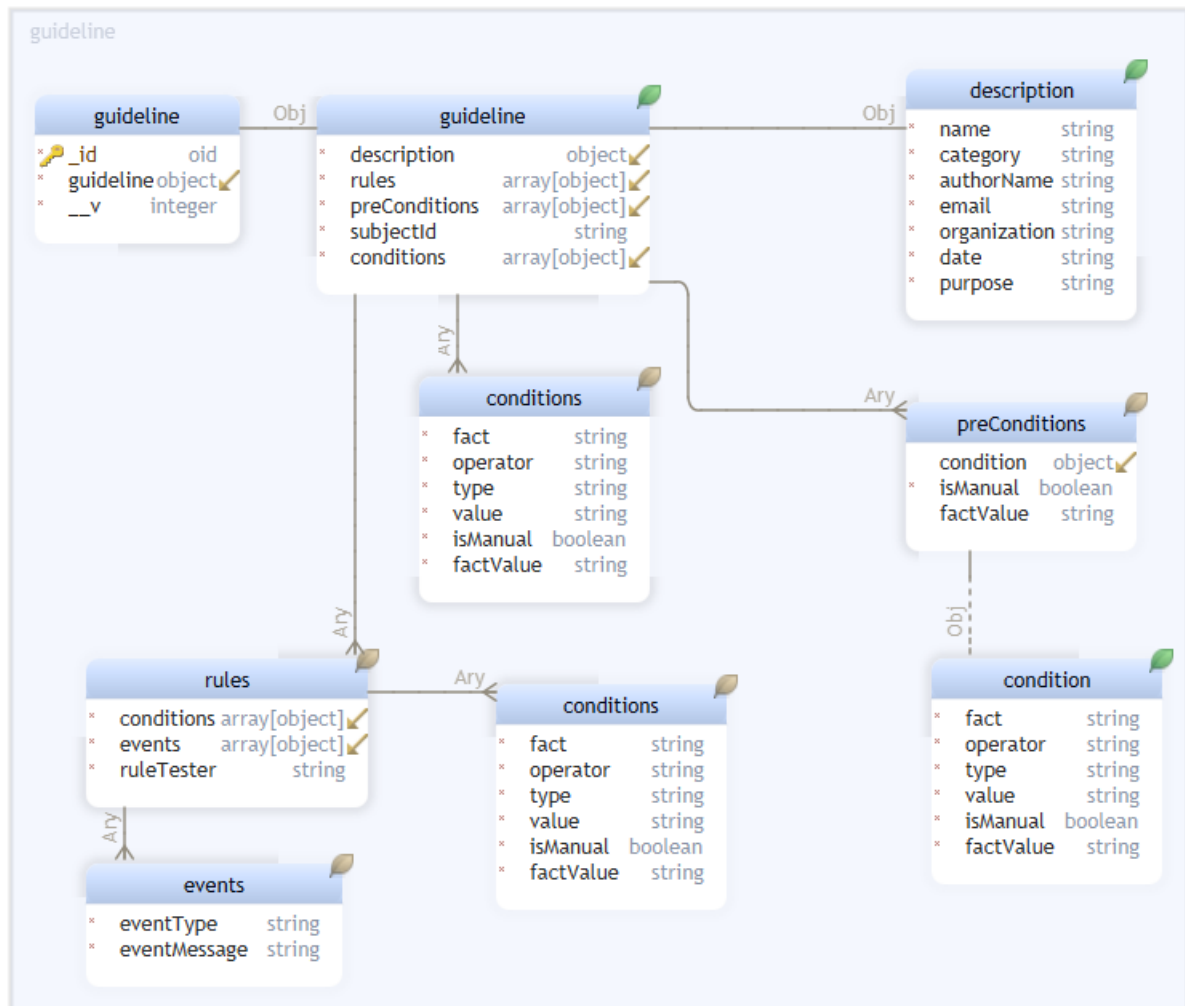 guideline
guideline
_id oid
guideline object
__v integer
Obj
guideline
description object
rules array[object]
preConditions array[object]
subjectId string
conditions array[object]
Obj
description
name string
category string
authorName string
email string
organization string
date string
purpose string
Ary
conditions
fact string
operator string
type string
value string
isManual boolean
factValue string
Ary
preConditions
condition object
isManual boolean
factValue string
Ary
Obj
rules
conditions array[object]
events array[object]
ruleTester string
Ary
conditions
fact string
operator string
type string
value string
isManual boolean
factValue string
condition
fact string
operator string
type string
value string
isManual boolean
factValue string
Ary
events
eventType string
eventMessage string